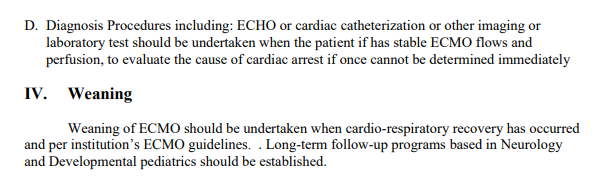 D. Diagnosis Procedures including: ECHO or cardiac catheterization or other imaging or
laboratory test should be undertaken when the patient if has stable ECMO flows and
perfusion, to evaluate the cause of cardiac arrest if once cannot be determined immediately
IV. Weaning
Weaning of ECMO should be undertaken when cardio-respiratory recovery has occurred
and per institution's ECMO guidelines. . Long-term follow-up programs based in Neurology
and Developmental pediatrics should be established.